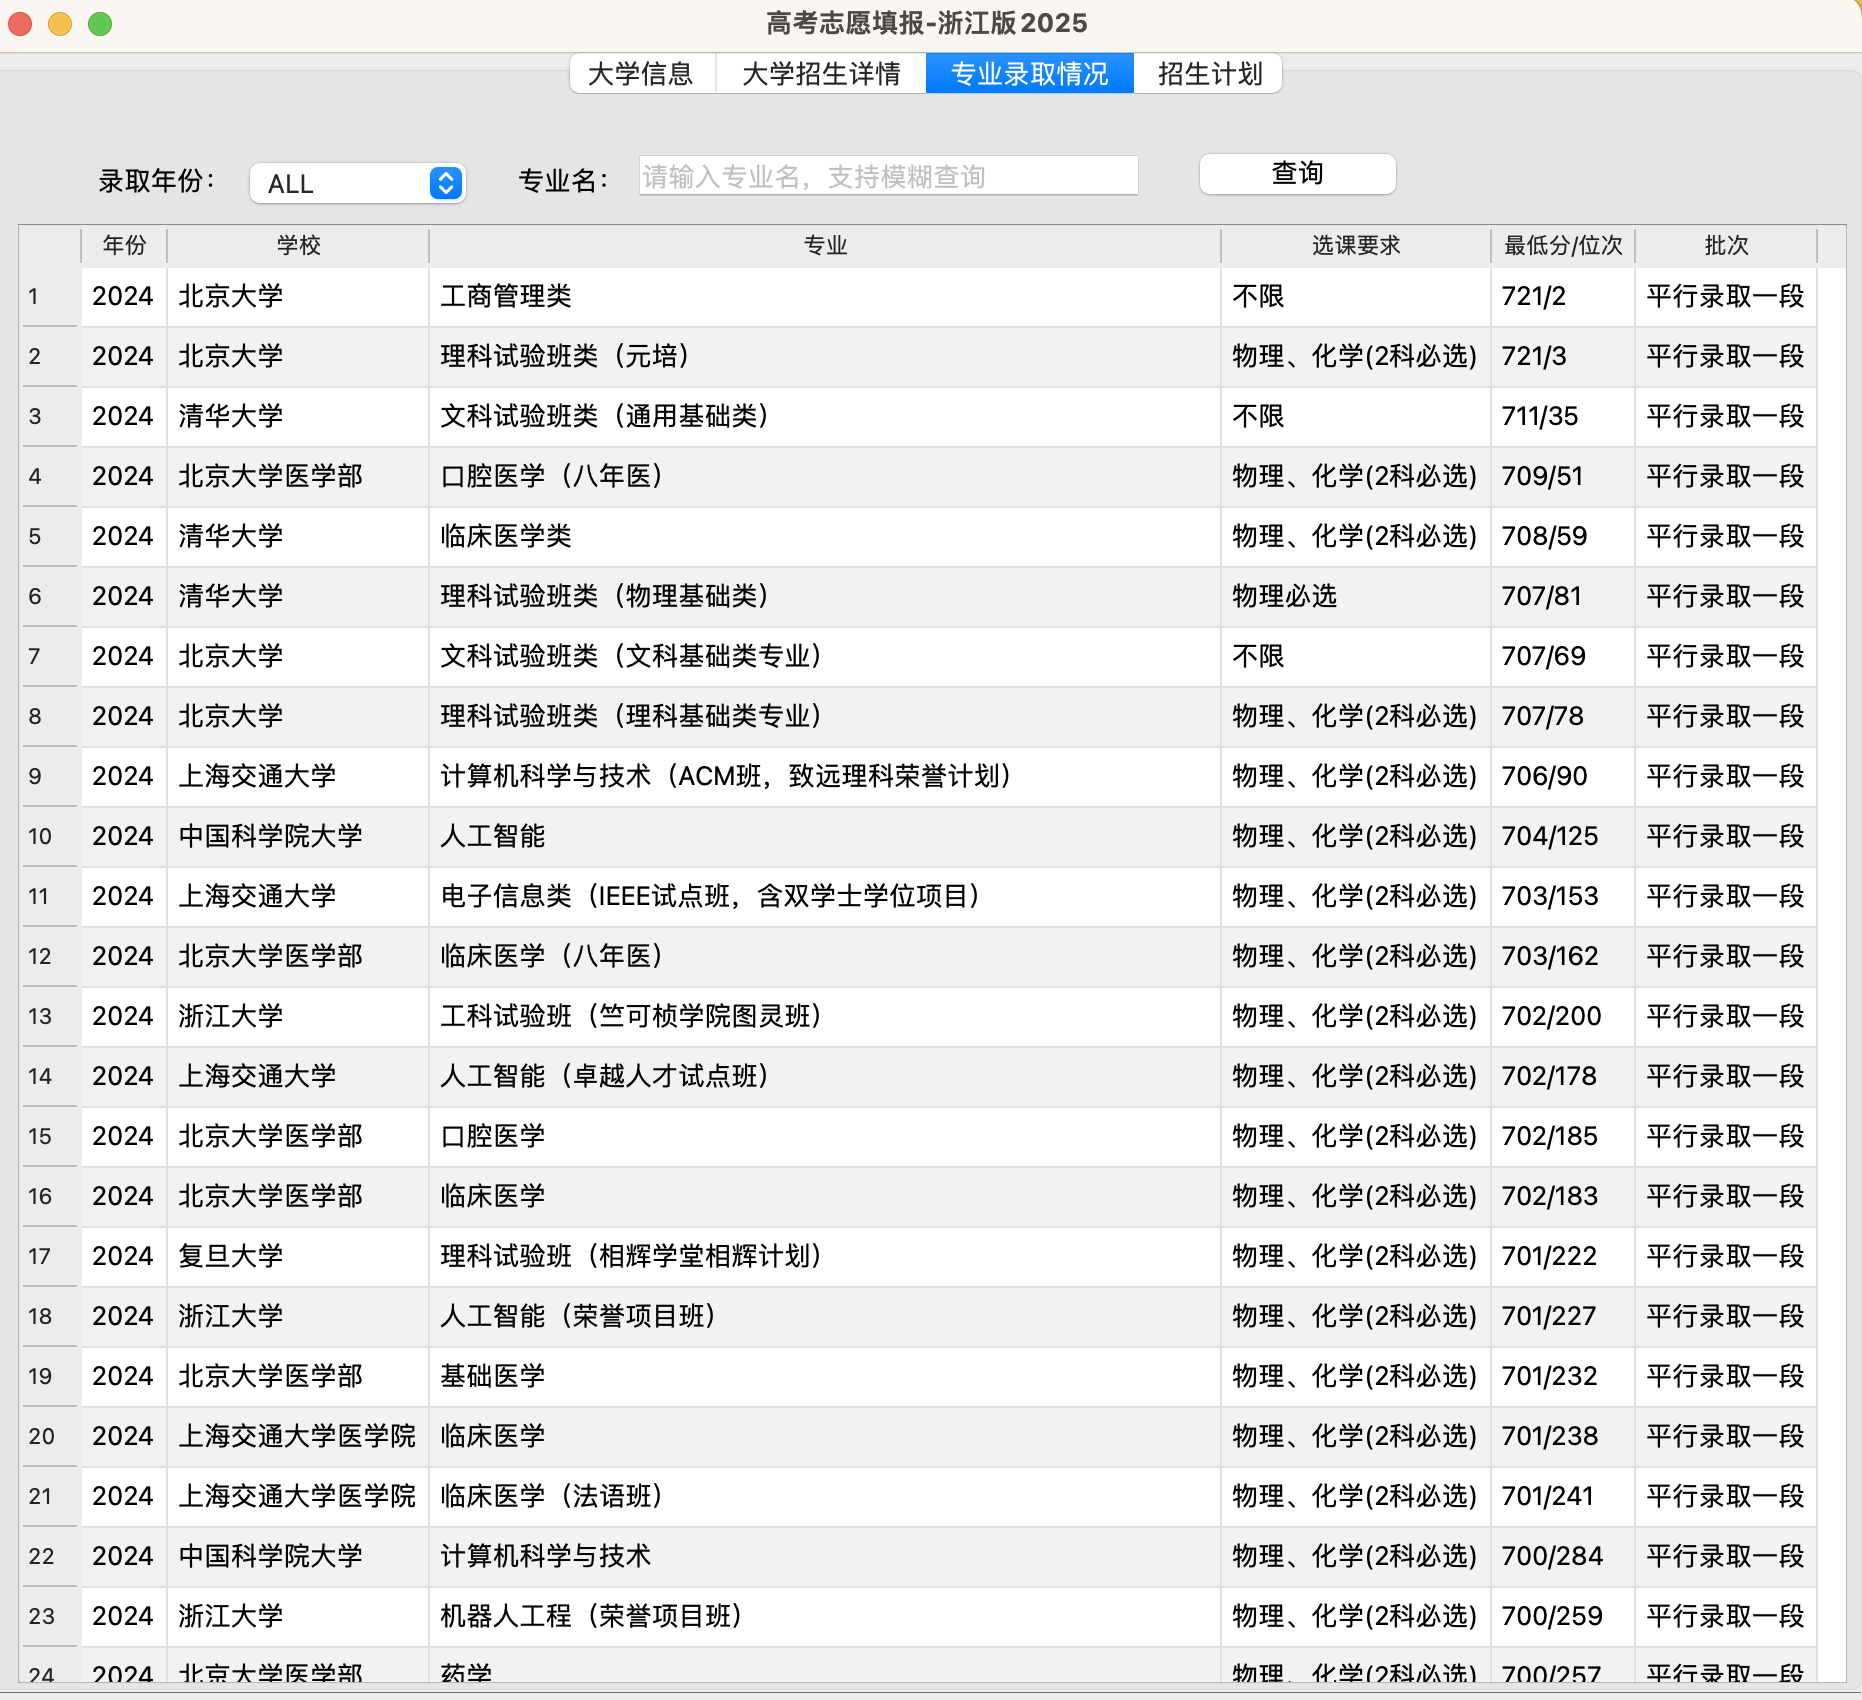 高考志愿填报-浙江版2025
大学信息 大学招生详情 专业录取情况 招生计划
录取年份： ALL 专业名： 请输入专业名，支持模糊查询 查询
年份 学校 专业 选课要求 最低分/位次 批次
1 2024 北京大学 工商管理类 不限 721/2 平行录取一段
2 2024 北京大学 理科试验班类（元培） 物理、化学(2科必选) 721/3 平行录取一段
3 2024 清华大学 文科试验班类（通用基础类） 不限 711/35 平行录取一段
4 2024 北京大学医学部 口腔医学（八年医） 物理、化学(2科必选) 709/51 平行录取一段
5 2024 清华大学 临床医学类 物理、化学(2科必选) 708/59 平行录取一段
6 2024 清华大学 理科试验班类（物理基础类） 物理必选 707/81 平行录取一段
7 2024 北京大学 文科试验班类（文科基础类专业） 不限 707/69 平行录取一段
8 2024 北京大学 理科试验班类（理科基础类专业） 物理、化学(2科必选) 707/78 平行录取一段
9 2024 上海交通大学 计算机科学与技术（ACM班，致远理科荣誉计划） 物理、化学(2科必选) 706/90 平行录取一段
10 2024 中国科学院大学 人工智能 物理、化学(2科必选) 704/125 平行录取一段
11 2024 上海交通大学 电子信息类（IEEE试点班，含双学士学位项目） 物理、化学(2科必选) 703/153 平行录取一段
12 2024 北京大学医学部 临床医学（八年医） 物理、化学(2科必选) 703/162 平行录取一段
13 2024 浙江大学 工科试验班（竺可桢学院图灵班） 物理、化学(2科必选) 702/200 平行录取一段
14 2024 上海交通大学 人工智能（卓越人才试点班） 物理、化学(2科必选) 702/178 平行录取一段
15 2024 北京大学医学部 口腔医学 物理、化学(2科必选) 702/185 平行录取一段
16 2024 北京大学医学部 临床医学 物理、化学(2科必选) 702/183 平行录取一段
17 2024 复旦大学 理科试验班（相辉学堂相辉计划） 物理、化学(2科必选) 701/222 平行录取一段
18 2024 浙江大学 人工智能（荣誉项目班） 物理、化学(2科必选) 701/227 平行录取一段
19 2024 北京大学医学部 基础医学 物理、化学(2科必选) 701/232 平行录取一段
20 2024 上海交通大学医学院 临床医学 物理、化学(2科必选) 701/238 平行录取一段
21 2024 上海交通大学医学院 临床医学（法语班） 物理、化学(2科必选) 701/241 平行录取一段
22 2024 中国科学院大学 计算机科学与技术 物理、化学(2科必选) 700/284 平行录取一段
23 2024 浙江大学 机器人工程（荣誉项目班） 物理、化学(2科必选) 700/259 平行录取一段
24 2024 北京大学医学部 药学 物理、化学(2科必选) 700/257 平行录取一段